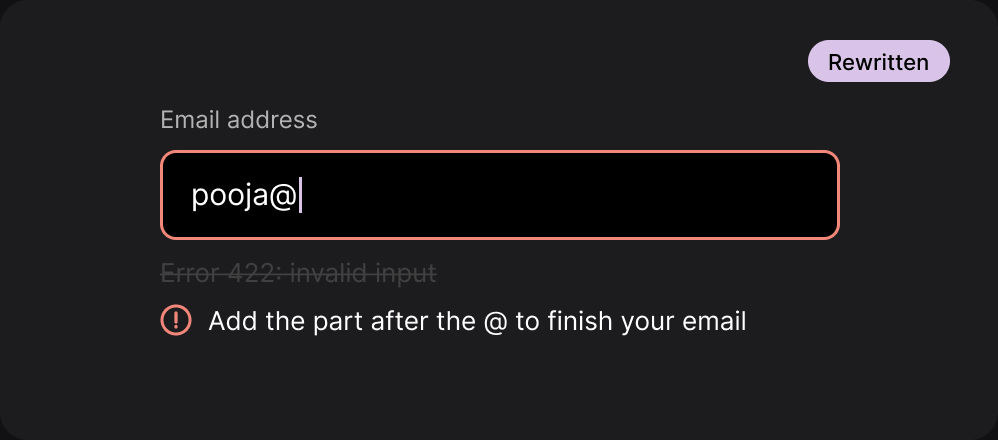 Rewritten
Email address
pooja@
Error 422: invalid input
Add the part after the @ to finish your email